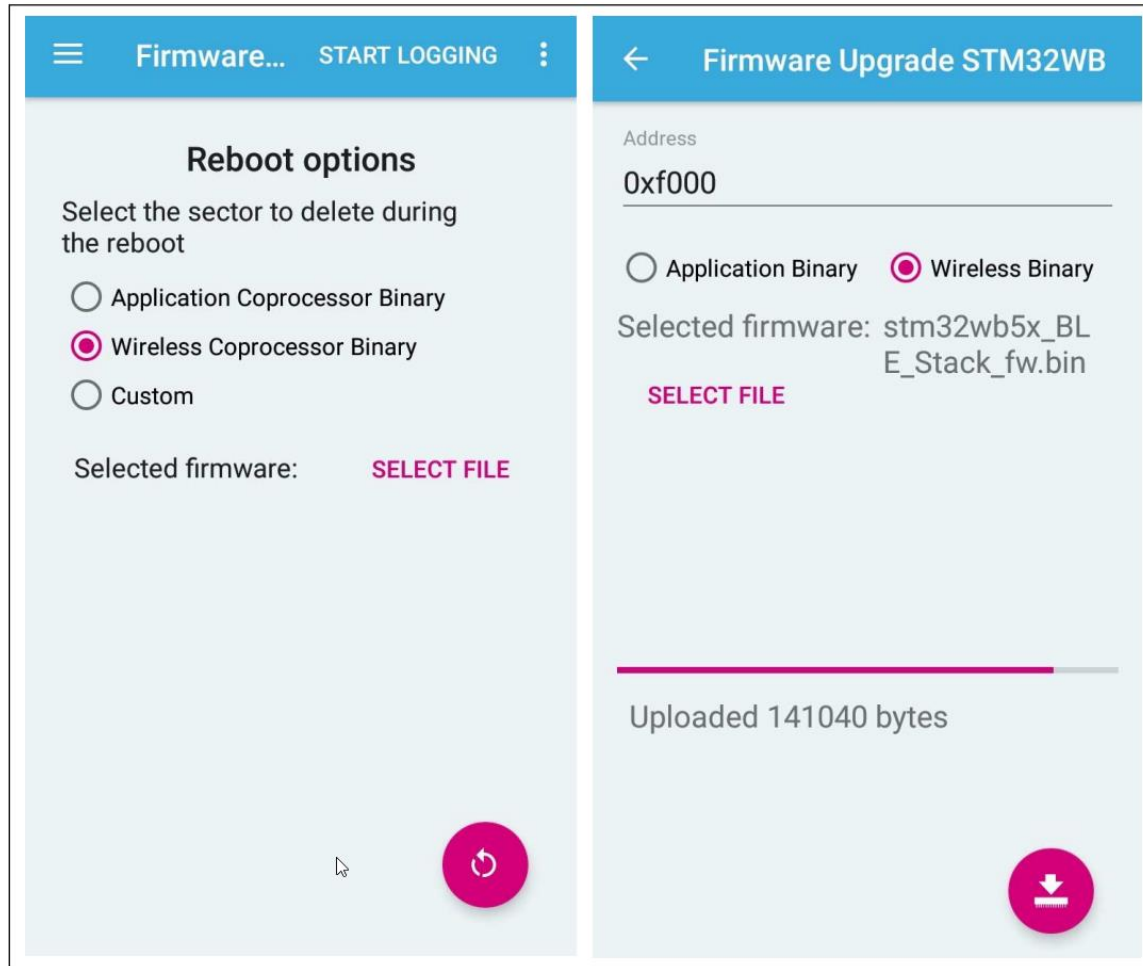 Firmware... START LOGGING
Reboot options
Select the sector to delete during
the reboot
Application Coprocessor Binary
Wireless Coprocessor Binary
Custom
Selected firmware: SELECT FILE
Firmware Upgrade STM32WB
Address
0xf000
Application Binary Wireless Binary
Selected firmware: stm32wb5x_BL
E_Stack_fw.bin
SELECT FILE
Uploaded 141040 bytes